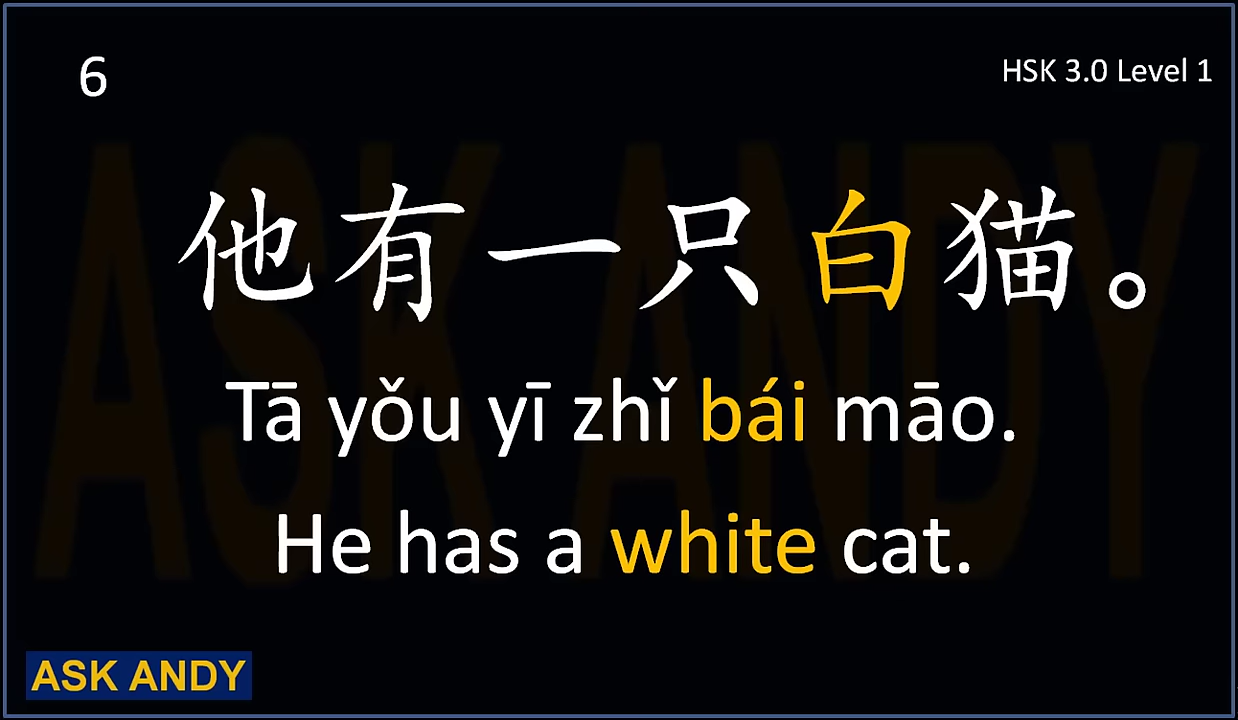 6
HSK 3.0 Level 1
他有一只白猫。
Tā yǒu yī zhǐ bái māo.
He has a white cat.
ASK ANDY
ASK ANDY